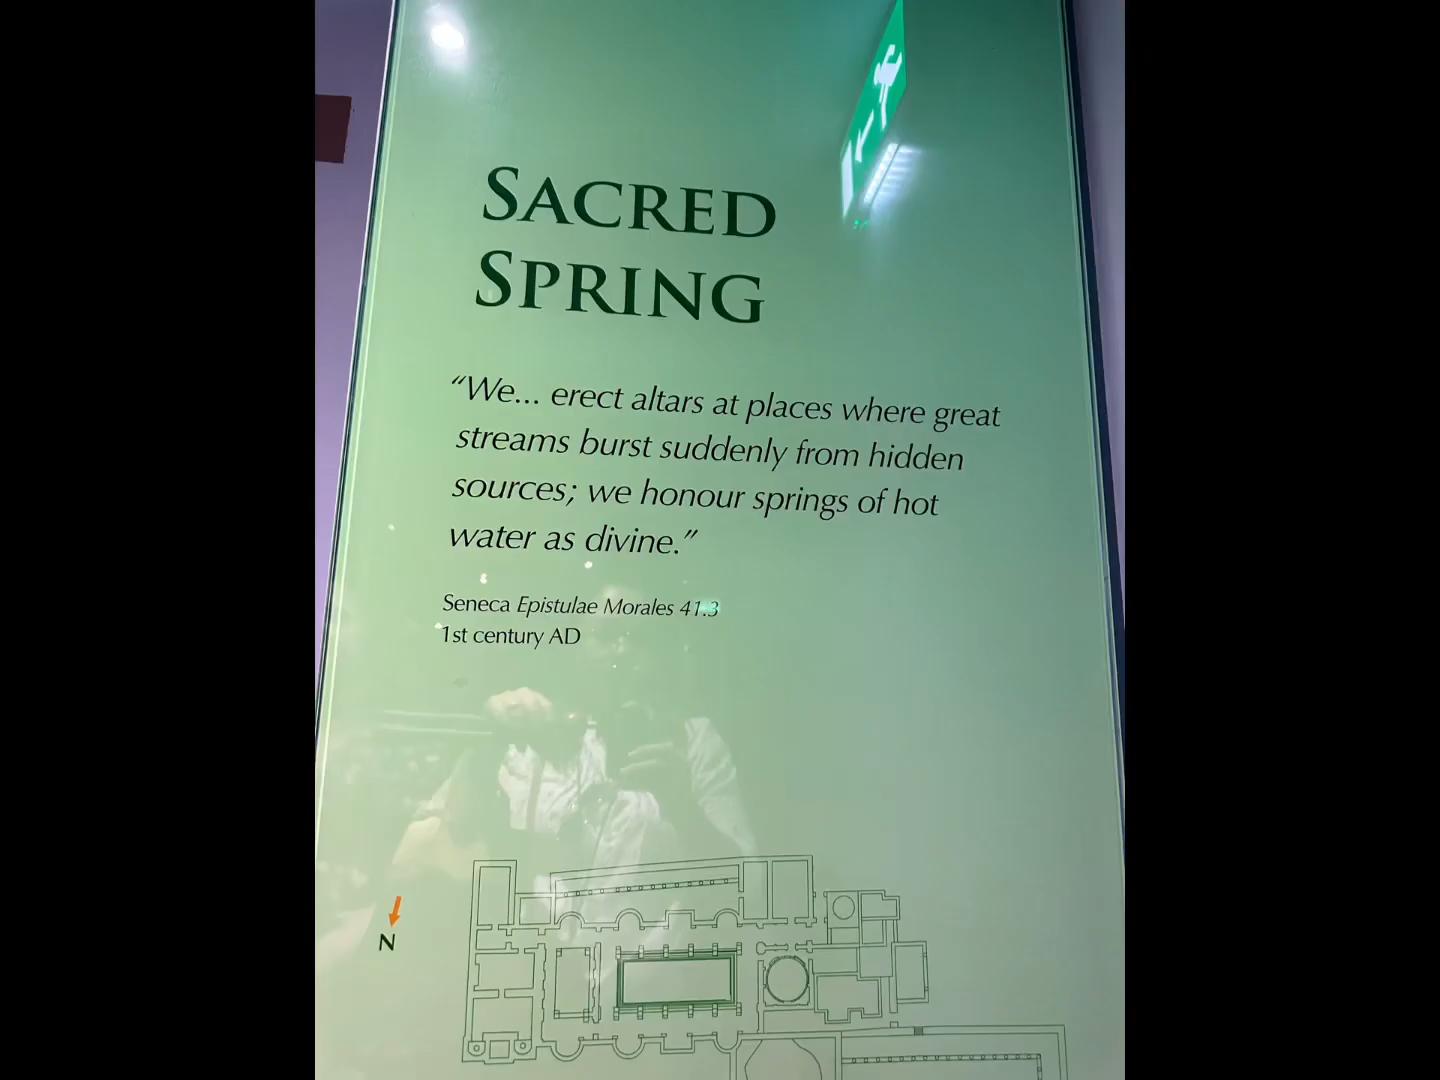 SACRED
SPRING
“We... erect altars at places where great
streams burst suddenly from hidden
sources; we honour springs of hot
water as divine.”
Seneca Epistulae Morales 41.3
1st century AD
N